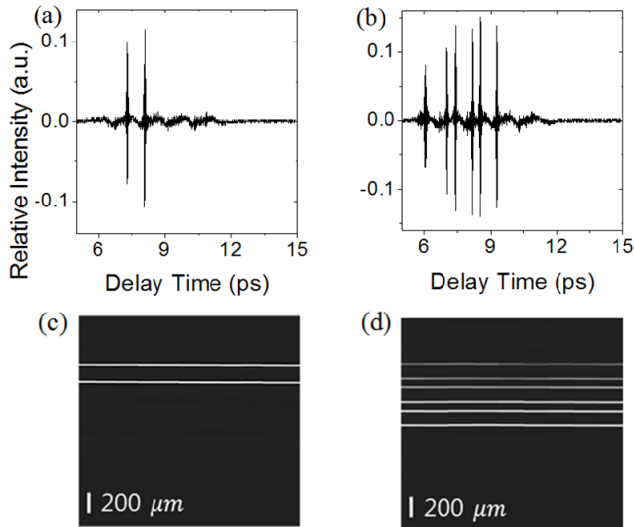 (a)
(b)
Relative Intensity (a.u.)
0.1
0.0
-0.1
6 9 12 15
Delay Time (ps)
0.1
0.0
-0.1
6 9 12 15
Delay Time (ps)
(c)
(d)
200 μm
200 μm